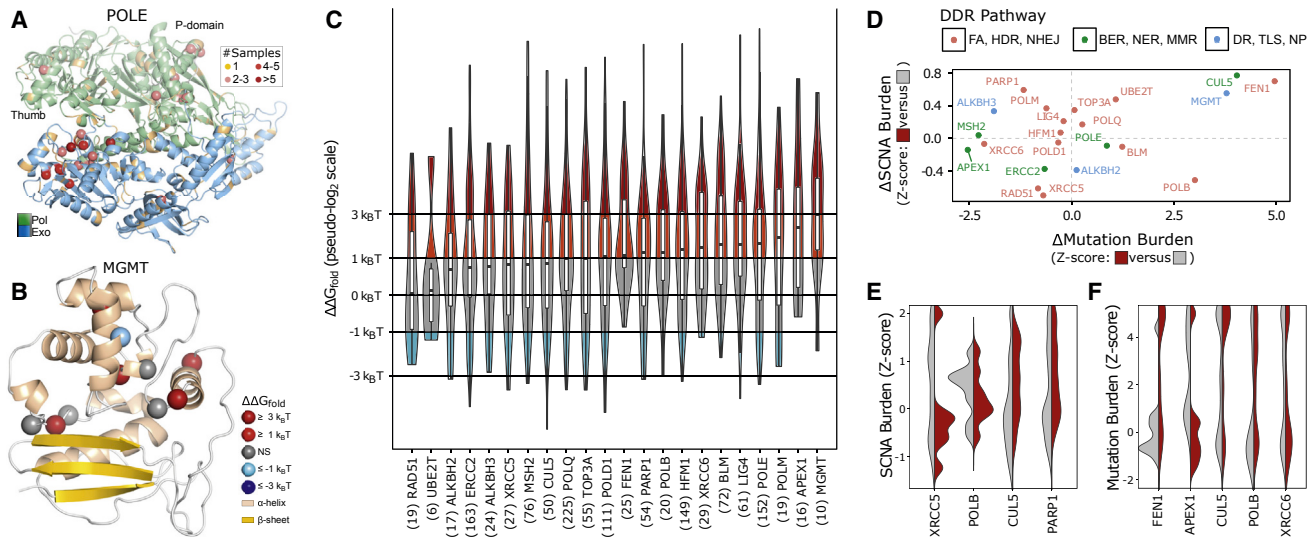 A
POLE
P-domain
#Samples
1
4-5
2-3
>5
Thumb
Pol
Exo
B
MGMT
ΔΔGfold
≥ 3 kBT
≥ 1 kBT
NS
≤ -1 kBT
≤ -3 kBT
α-helix
β-sheet
C
ΔΔGfold (pseudo-log2 scale)
3 kBT
1 kBT
0 kBT
-1 kBT
-3 kBT
(19) RAD51
(6) UBE2T
(17) ALKBH2
(163) ERCC2
(24) ALKBH3
(27) XRCC5
(76) MSH2
(50) CUL5
(225) POLQ
(55) TOP3A
(111) POLD1
(25) FEN1
(54) PARP1
(20) POLB
(149) HFM1
(29) XRCC6
(72) BLM
(61) LIG4
(152) POLE
(19) POLM
(16) APEX1
(10) MGMT
D
DDR Pathway
FA, HDR, NHEJ
BER, NER, MMR
DR, TLS, NP
ΔSCNA Burden
(Z-score: versus )
0.8
0.4
0.0
-0.4
PARP1
POLM
UBE2T
TOP3A
CUL5
FEN1
MGMT
ALKBH3
LIG4
POLQ
MSH2
HFM1
POLE
XRCC6
POLD1
BLM
APEX1
ERCC2
ALKBH2
POLB
RAD51
XRCC5
-2.5
0.0
2.5
5.0
ΔMutation Burden
(Z-score: versus )
E
SCNA Burden (Z-score)
2
1
0
-1
XRCC5
POLB
CUL5
PARP1
F
Mutation Burden (Z-score)
4
2
0
-2
FEN1
APEX1
CUL5
POLB
XRCC6